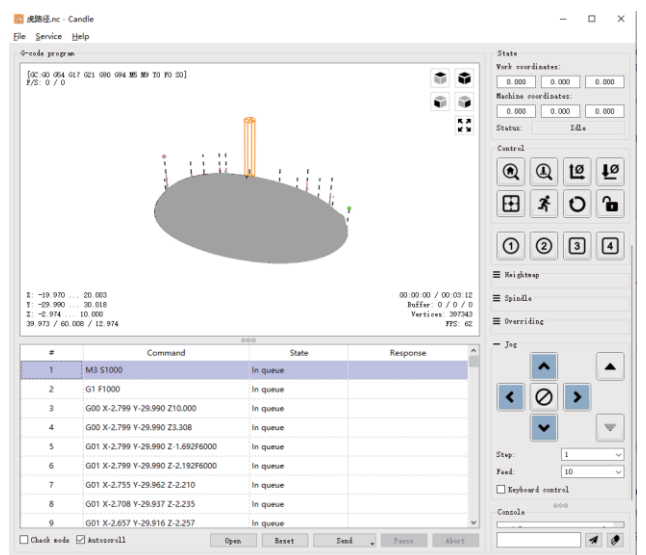 虎路径.nc - Candle
File Service Help
G-code program
[GC:G0 G54 G17 G21 G90 G94 M5 M9 T0 F0 S0]
F/S: 0 / 0
X: -19.970 ... 20.003
Y: -29.990 ... 30.018
Z: -2.974 ... 10.000
39.973 / 60.008 / 12.974
00:00:00 / 00:03:12
Buffer: 0 / 0 / 0
Vertices: 397343
FPS: 62
# Command State Response
1 M3 S1000 In queue
2 G1 F1000 In queue
3 G00 X-2.799 Y-29.990 Z10.000 In queue
4 G00 X-2.799 Y-29.990 Z3.308 In queue
5 G01 X-2.799 Y-29.990 Z-1.692F6000 In queue
6 G01 X-2.799 Y-29.990 Z-2.192F6000 In queue
7 G01 X-2.755 Y-29.962 Z-2.210 In queue
8 G01 X-2.708 Y-29.937 Z-2.235 In queue
9 G01 X-2.657 Y-29.916 Z-2.257 In queue
Check mode Autoscroll Open Reset Send Pause Abort
State
Work coordinates:
0.000 0.000 0.000
Machine coordinates:
0.000 0.000 0.000
Status: Idle
Control
1 2 3 4
Heightmap
Spindle
Overriding
Jog
Step: 1
Feed: 10
Keyboard control
Console